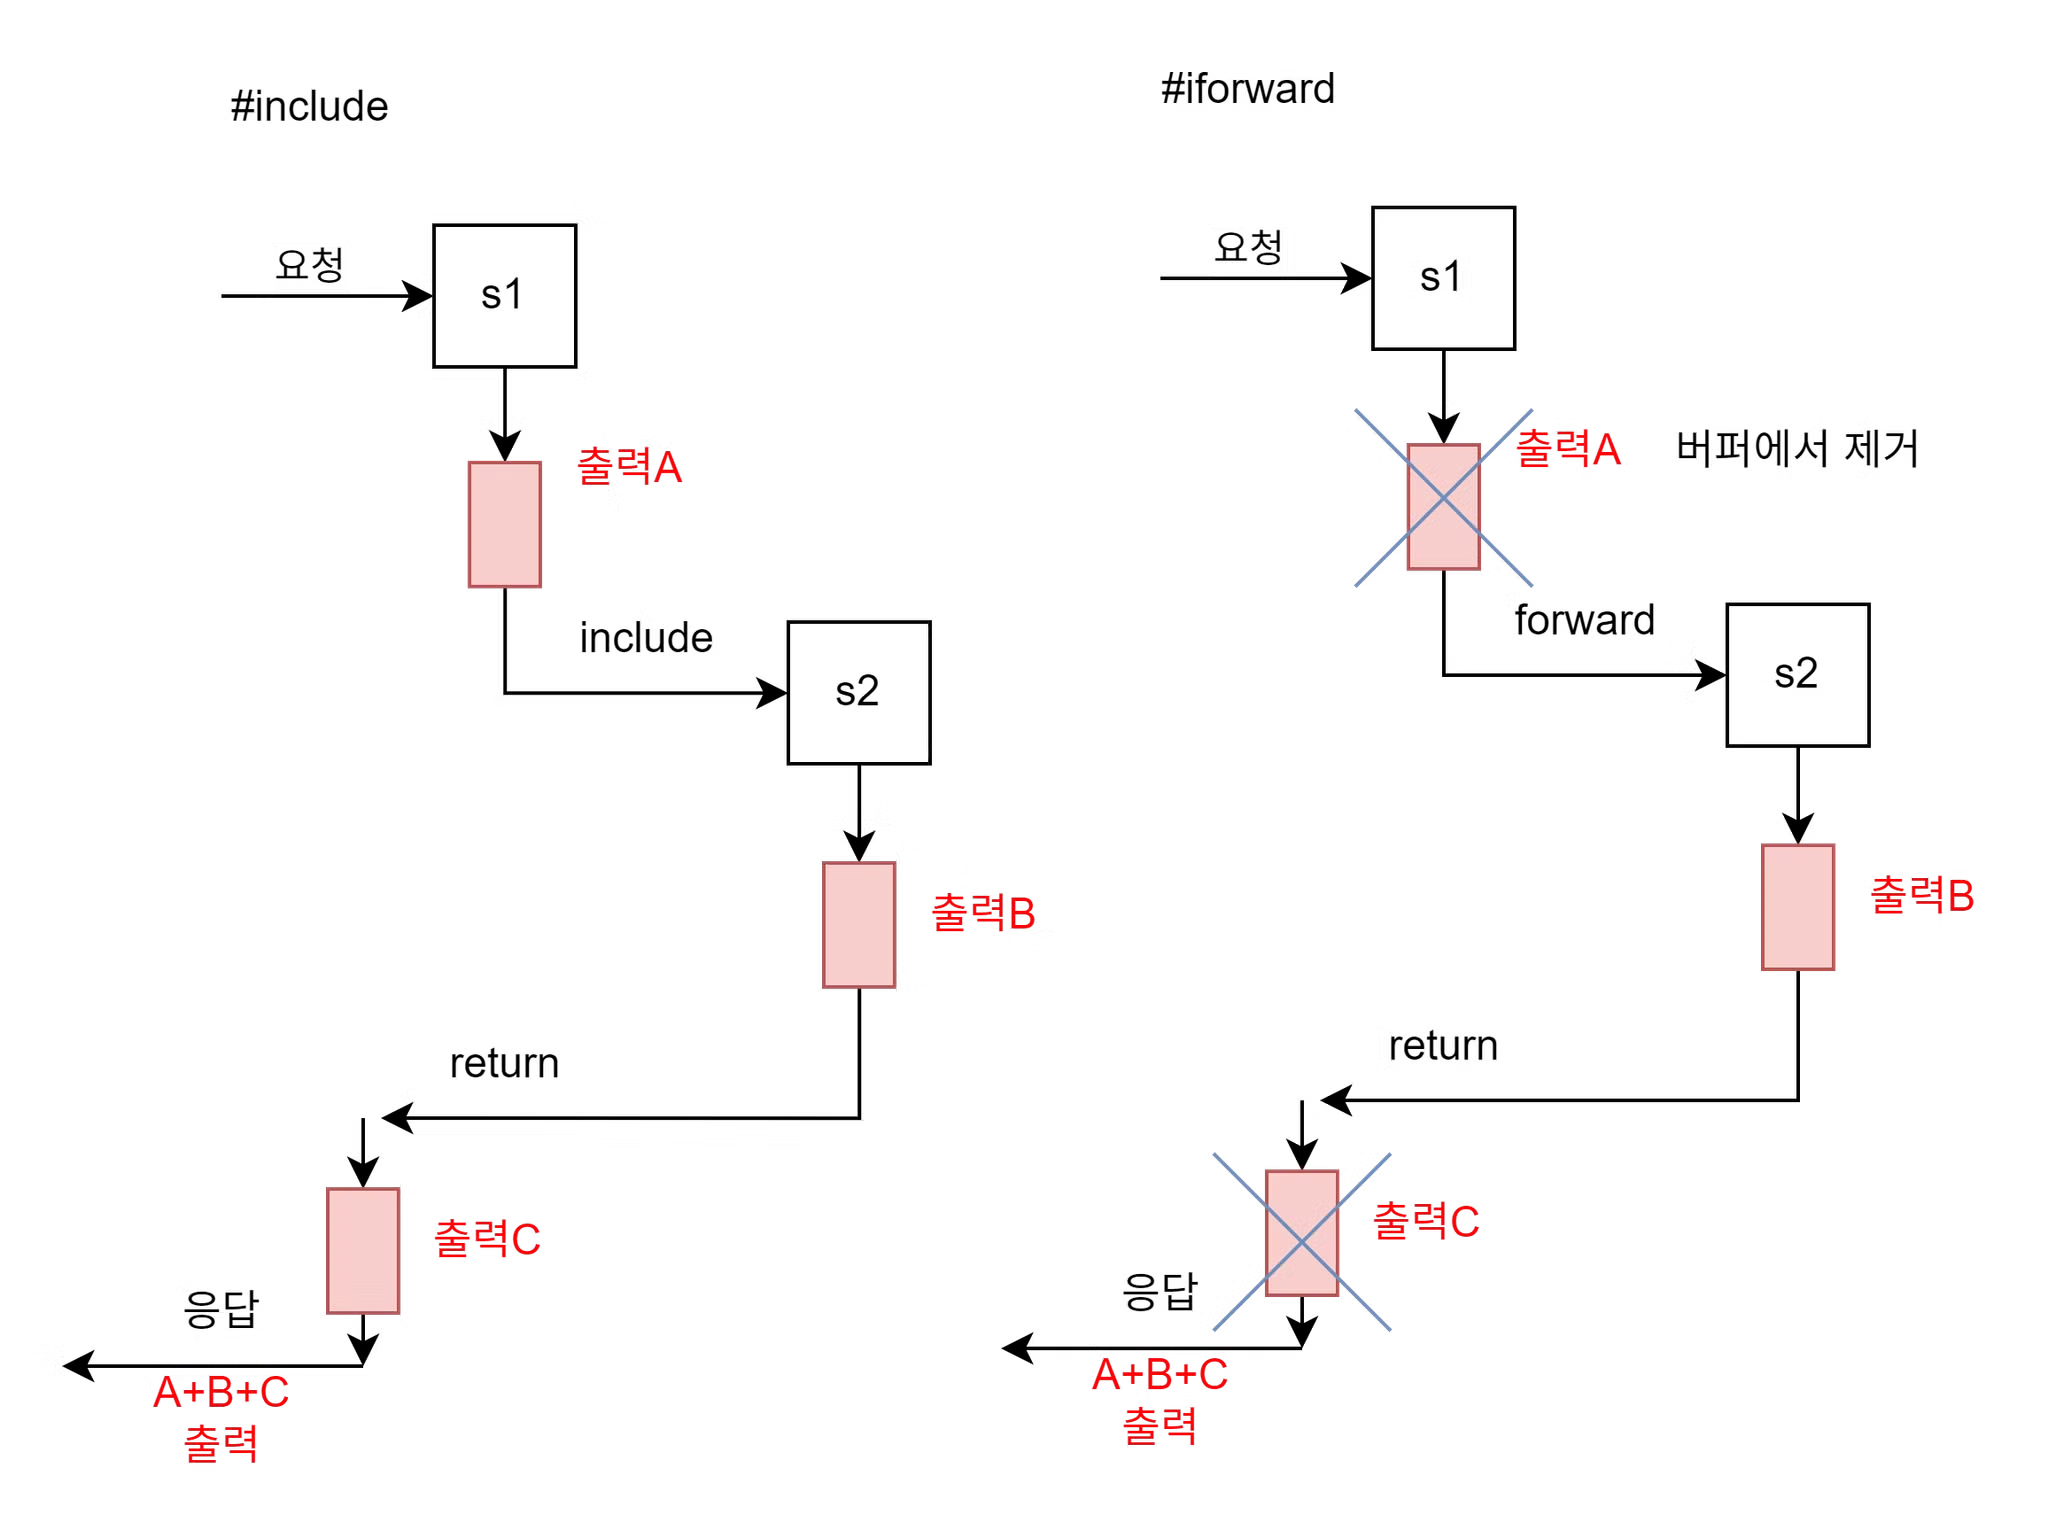 #include
요청
s1
출력A
include
s2
출력B
return
출력C
응답
A+B+C
출력
#iforward
요청
s1
출력A
버퍼에서 제거
forward
s2
출력B
return
출력C
응답
A+B+C
출력